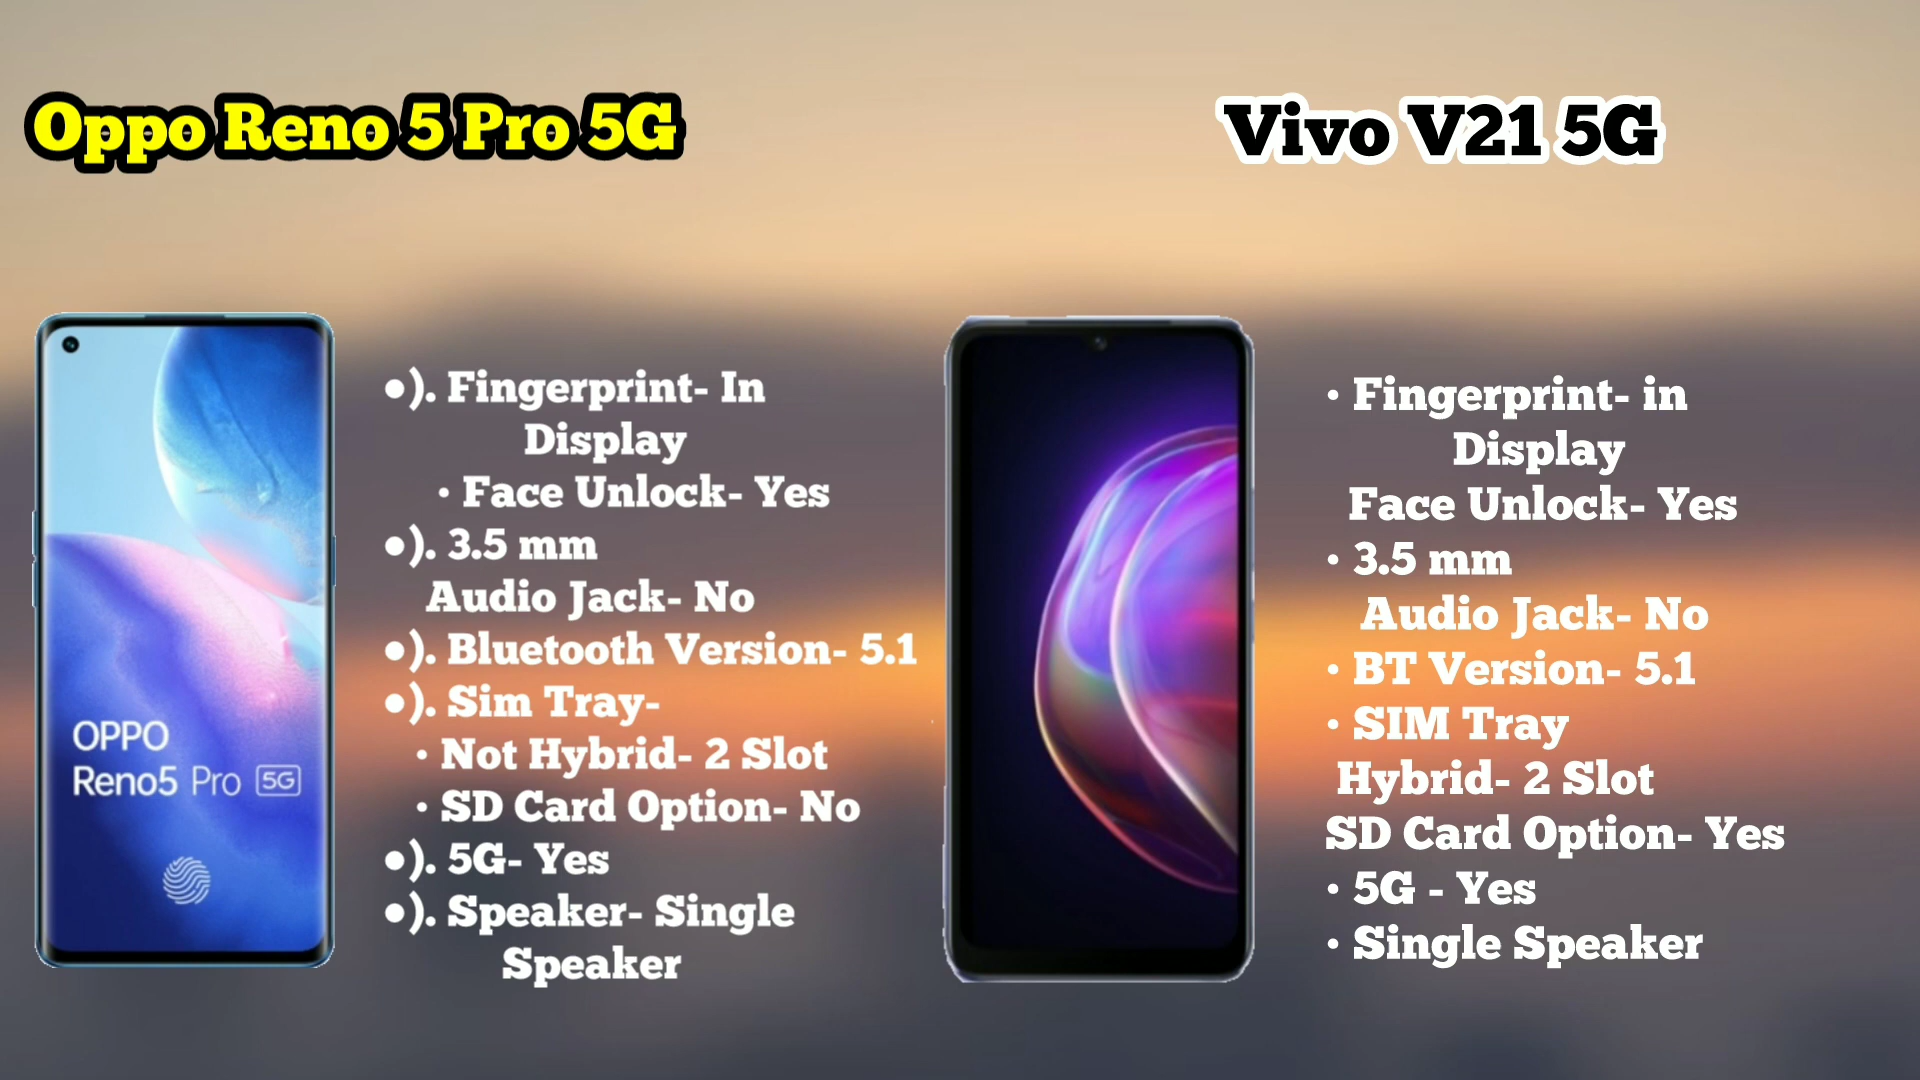 Oppo Reno 5 Pro 5G
Vivo V21 5G
OPPO
Reno5 Pro 5G
●). Fingerprint- In
Display
• Face Unlock- Yes
●). 3.5 mm
Audio Jack- No
●). Bluetooth Version- 5.1
●). Sim Tray-
• Not Hybrid- 2 Slot
• SD Card Option- No
●). 5G- Yes
●). Speaker- Single
Speaker
• Fingerprint- in
Display
Face Unlock- Yes
• 3.5 mm
Audio Jack- No
• BT Version- 5.1
• SIM Tray
Hybrid- 2 Slot
SD Card Option- Yes
• 5G - Yes
• Single Speaker